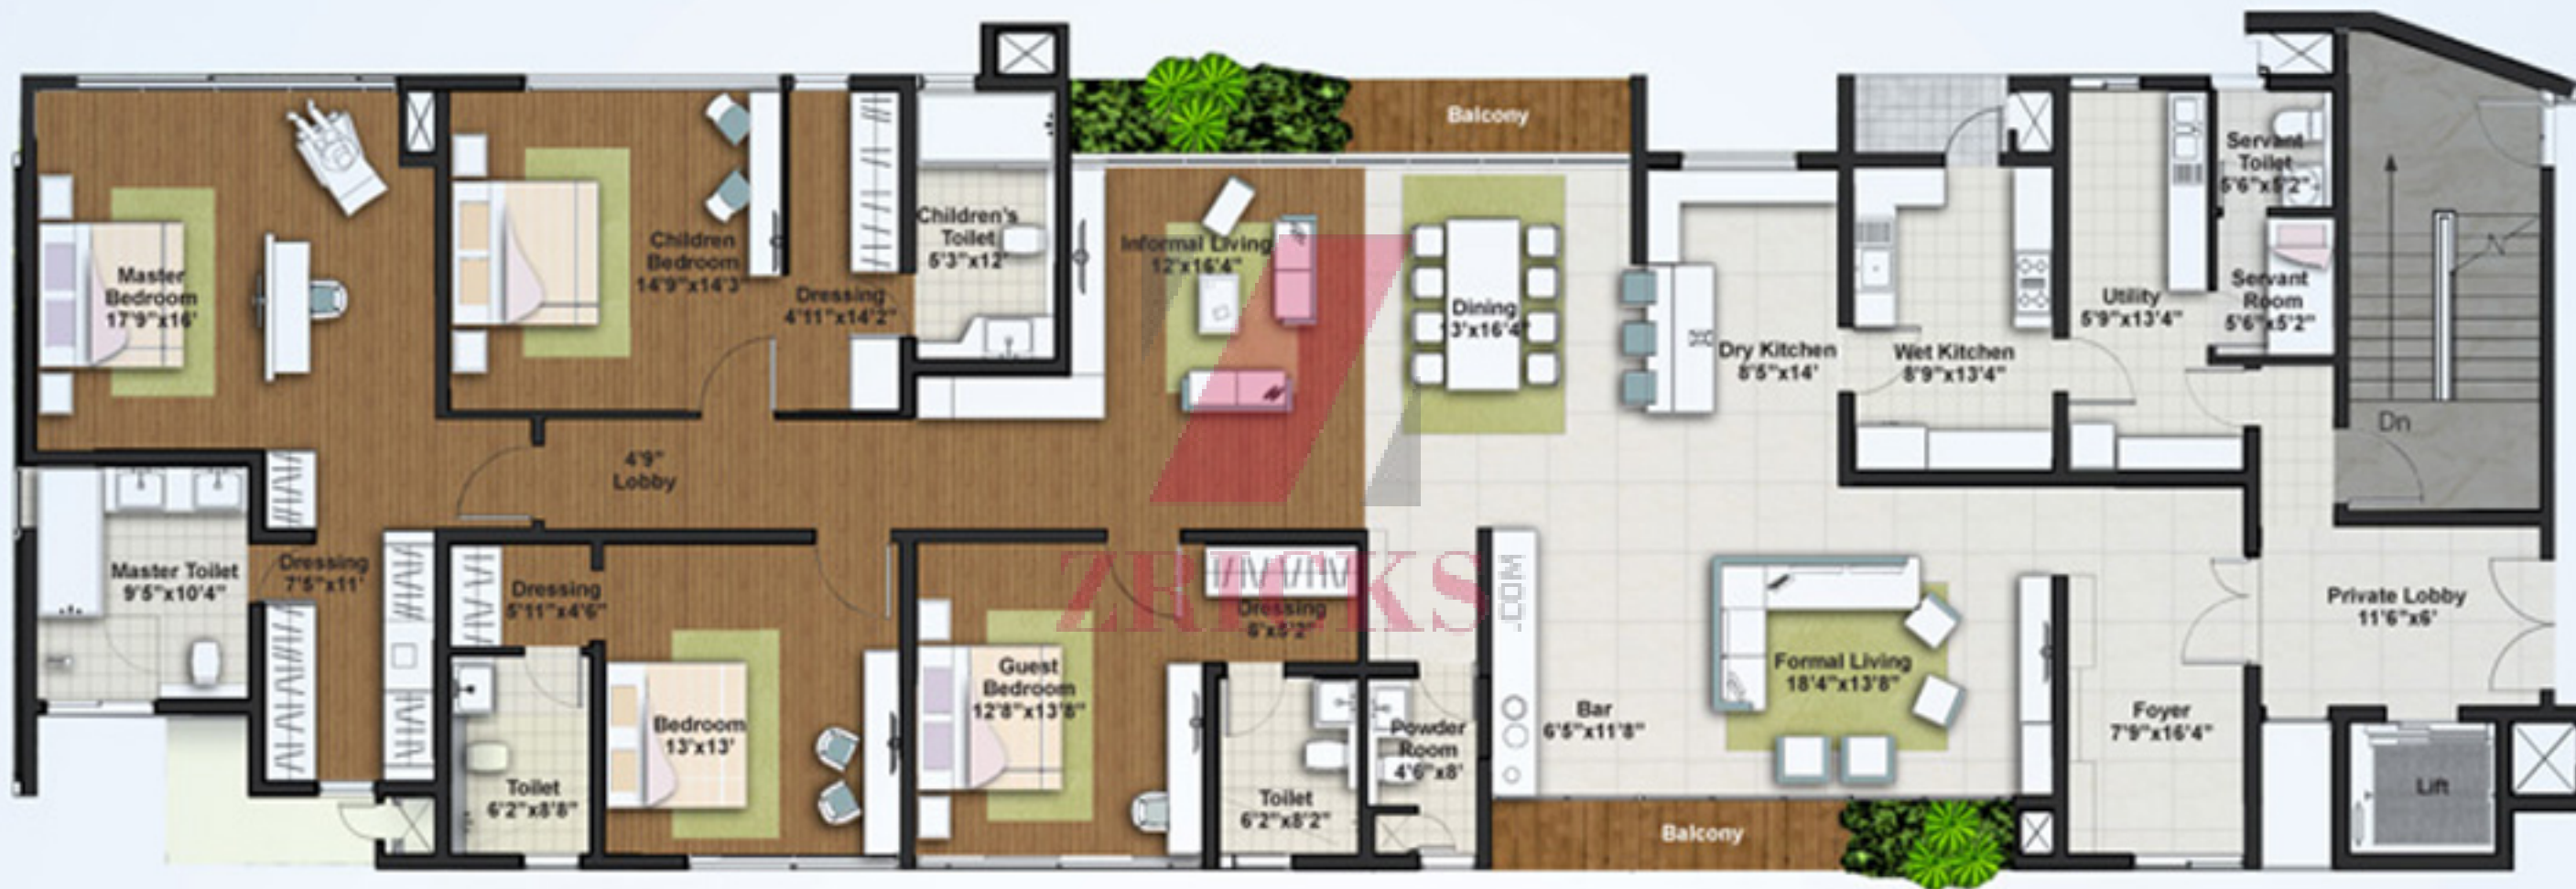 Balcony
Master
Bedroom
17'9"x16'
Children
Bedroom
14'9"x14'3"
Dressing
4'11"x14'2"
Children's
Toilet
5'3"x12'
Informal Living
12'x16'4"
Dining
13'x16'4"
Dry Kitchen
8'5"x14'
Wet Kitchen
8'9"x13'4"
Utility
5'9"x13'4"
Servant
Toilet
5'6"x5'2"
Servant
Room
5'6"x5'2"
Dn
4'9"
Lobby
Master Toilet
9'5"x10'4"
Dressing
7'5"x11'
Dressing
5'11"x4'6"
Toilet
6'2"x8'8"
Bedroom
13'x13'
Guest
Bedroom
12'8"x13'8"
Dressing
8'x5'2"
Toilet
6'2"x8'2"
Powder
Room
4'6"x8'
Bar
6'5"x11'8"
Formal Living
18'4"x13'8"
Foyer
7'9"x16'4"
Private Lobby
11'6"x6'
Lift
Balcony
ZRICKS
.COM